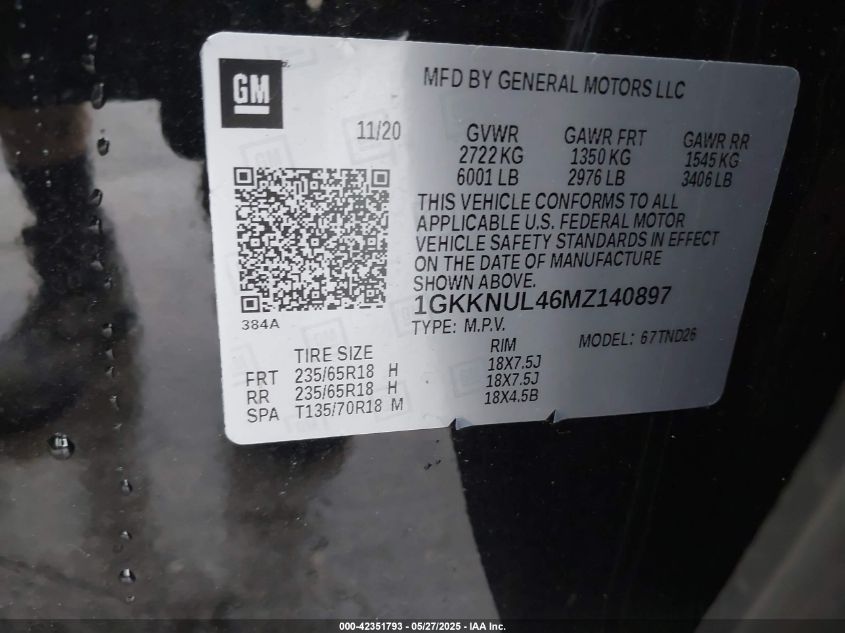 GM
MFD BY GENERAL MOTORS LLC
11/20
GVWR GAWR FRT GAWR RR
2722 KG 1350 KG 1545 KG
6001 LB 2976 LB 3406 LB
THIS VEHICLE CONFORMS TO ALL
APPLICABLE U.S. FEDERAL MOTOR
VEHICLE SAFETY STANDARDS IN EFFECT
ON THE DATE OF MANUFACTURE
SHOWN ABOVE.
384A
1GKKNUL46MZ140897
TYPE: M.P.V. MODEL: 67TND26
TIRE SIZE RIM
FRT 235/65R18 H 18X7.5J
RR 235/65R18 H 18X7.5J
SPA T135/70R18 M 18X4.5B
000-42351793 - 05/27/2025 - IAA Inc.